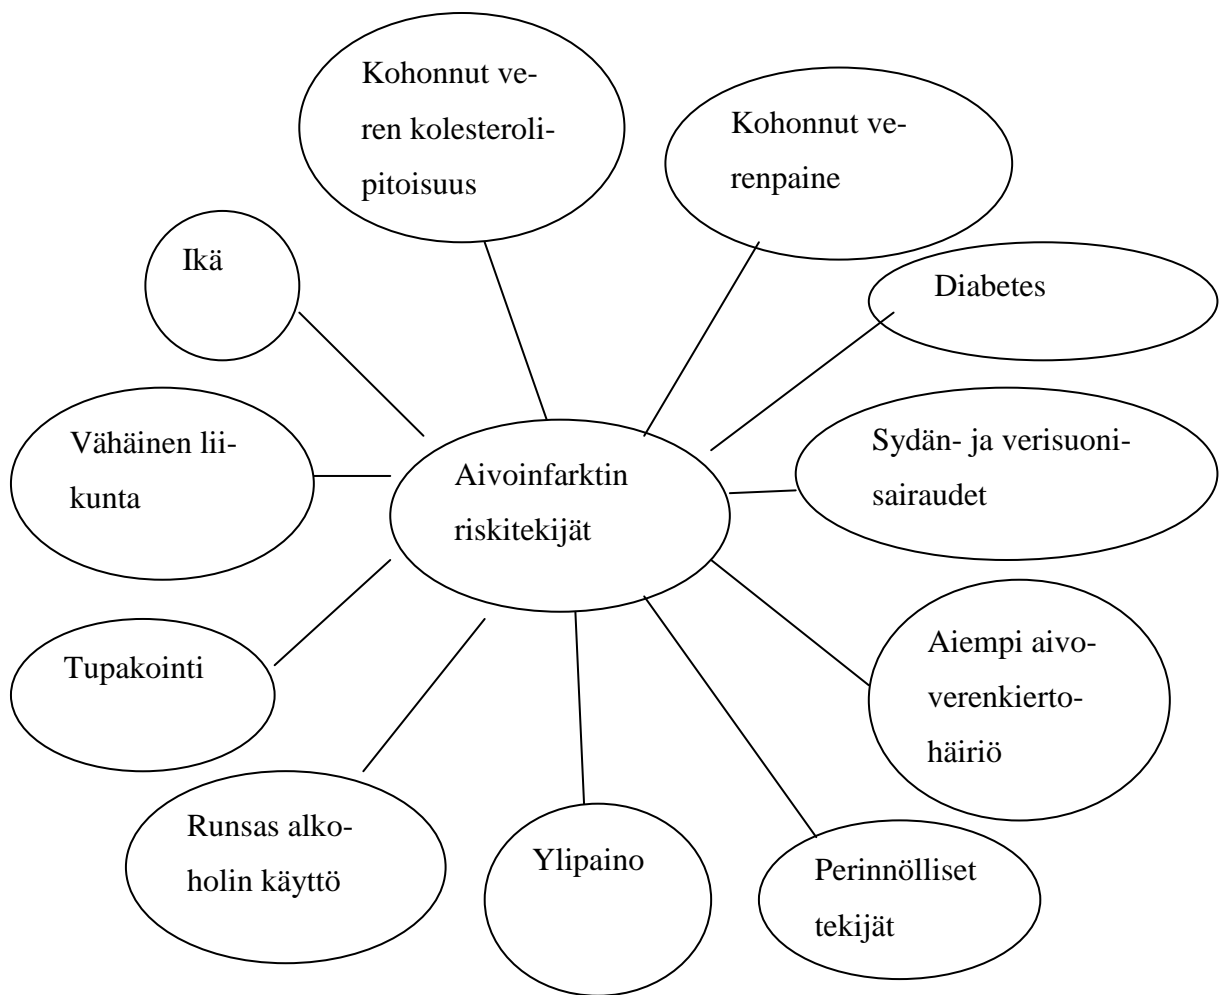 Kohonnut ve-
ren kolesteroli-
pitoisuus
Kohonnut ve-
renpaine
Ikä
Diabetes
Vähäinen lii-
kunta
Sydän- ja verisuoni-
sairaudet
Aivoinfarktin
riskitekijät
Tupakointi
Aiempi aivo-
verenkierto-
häiriö
Runsas alko-
holin käyttö
Ylipaino
Perinnölliset
tekijät